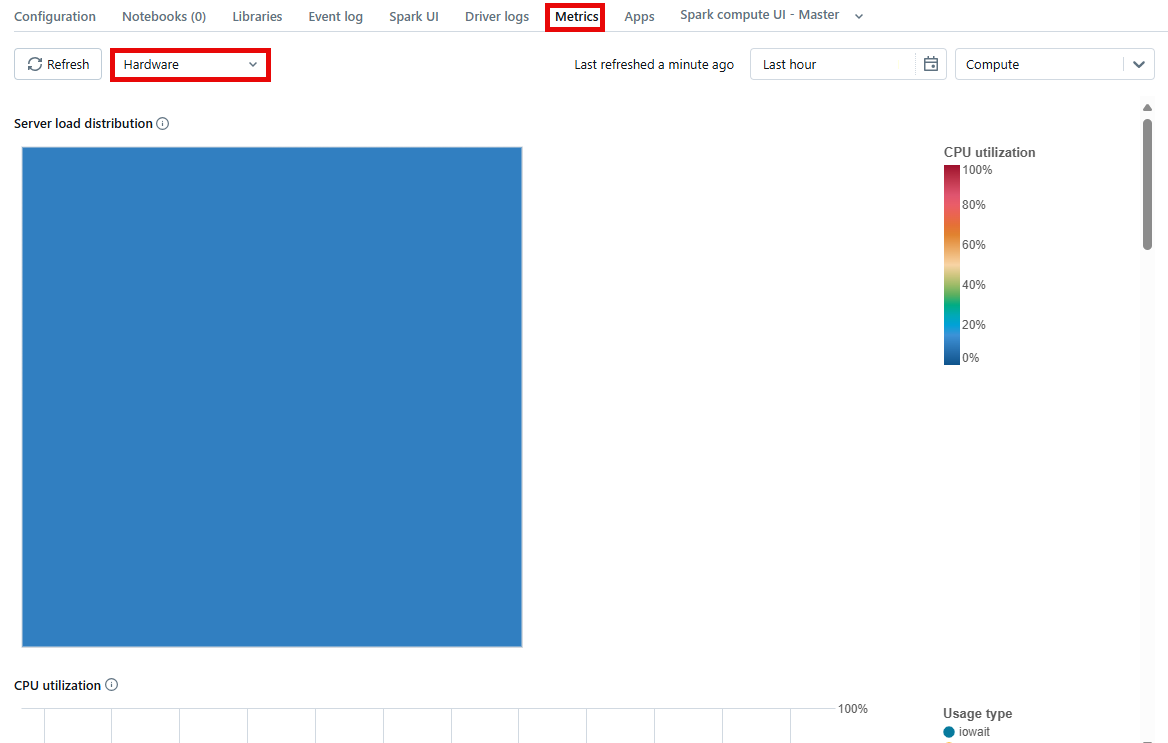 Configuration Notebooks (0) Libraries Event log Spark UI Driver logs Metrics Apps Spark compute UI - Master
Refresh Hardware Last refreshed a minute ago Last hour Compute
Server load distribution
CPU utilization
100%
80%
60%
40%
20%
0%
CPU utilization
100%
Usage type
iowait